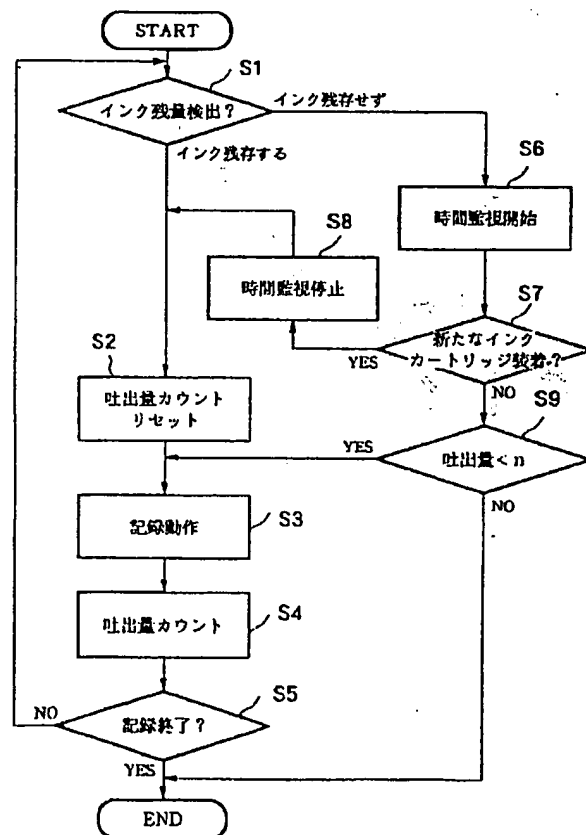 START
S1
インク残量検出?
インク残存せず
インク残存する
S6
時間監視開始
S8
時間監視停止
S7
新たなインク
カートリッジ装着?
YES
NO
S2
吐出量カウント
リセット
S9
吐出量<n
YES
NO
S3
記録動作
S4
吐出量カウント
S5
記録終了?
NO
YES
END